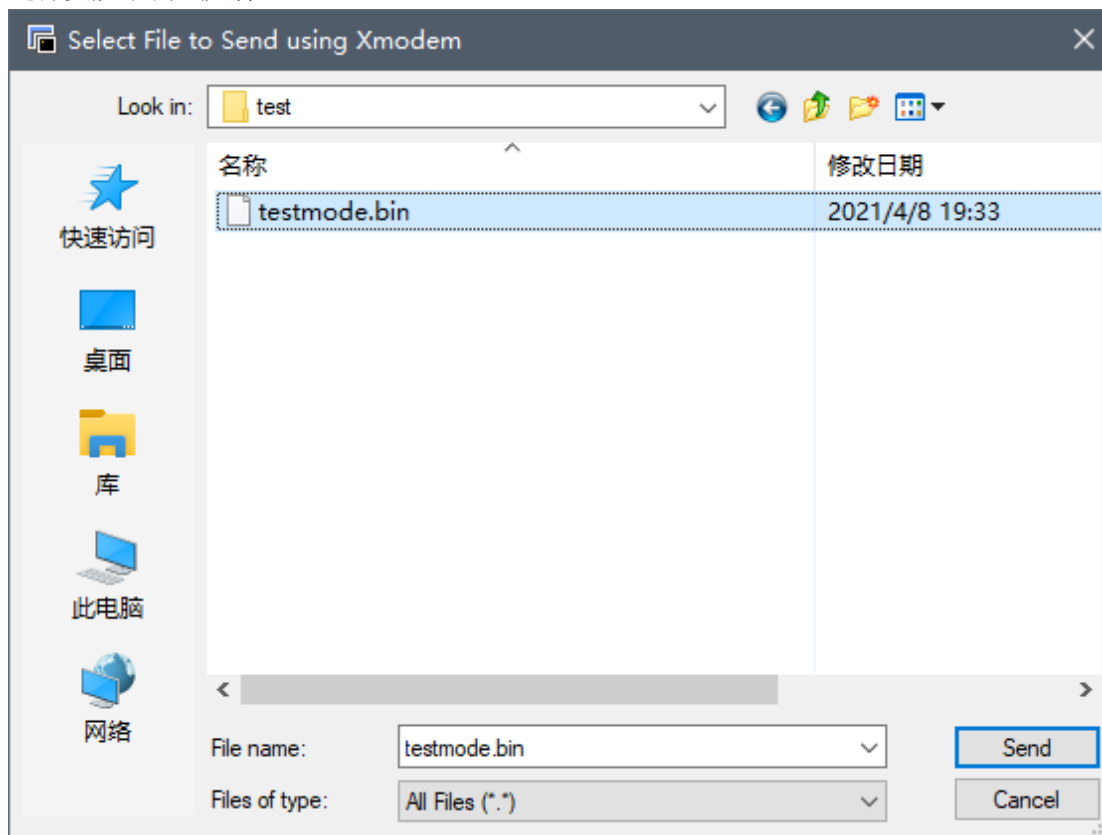 Select File to Send using Xmodem
Look in: test
名称 修改日期
testmode.bin 2021/4/8 19:33
快速访问
桌面
库
此电脑
网络
File name: testmode.bin Send
Files of type: All Files (*.*) Cancel